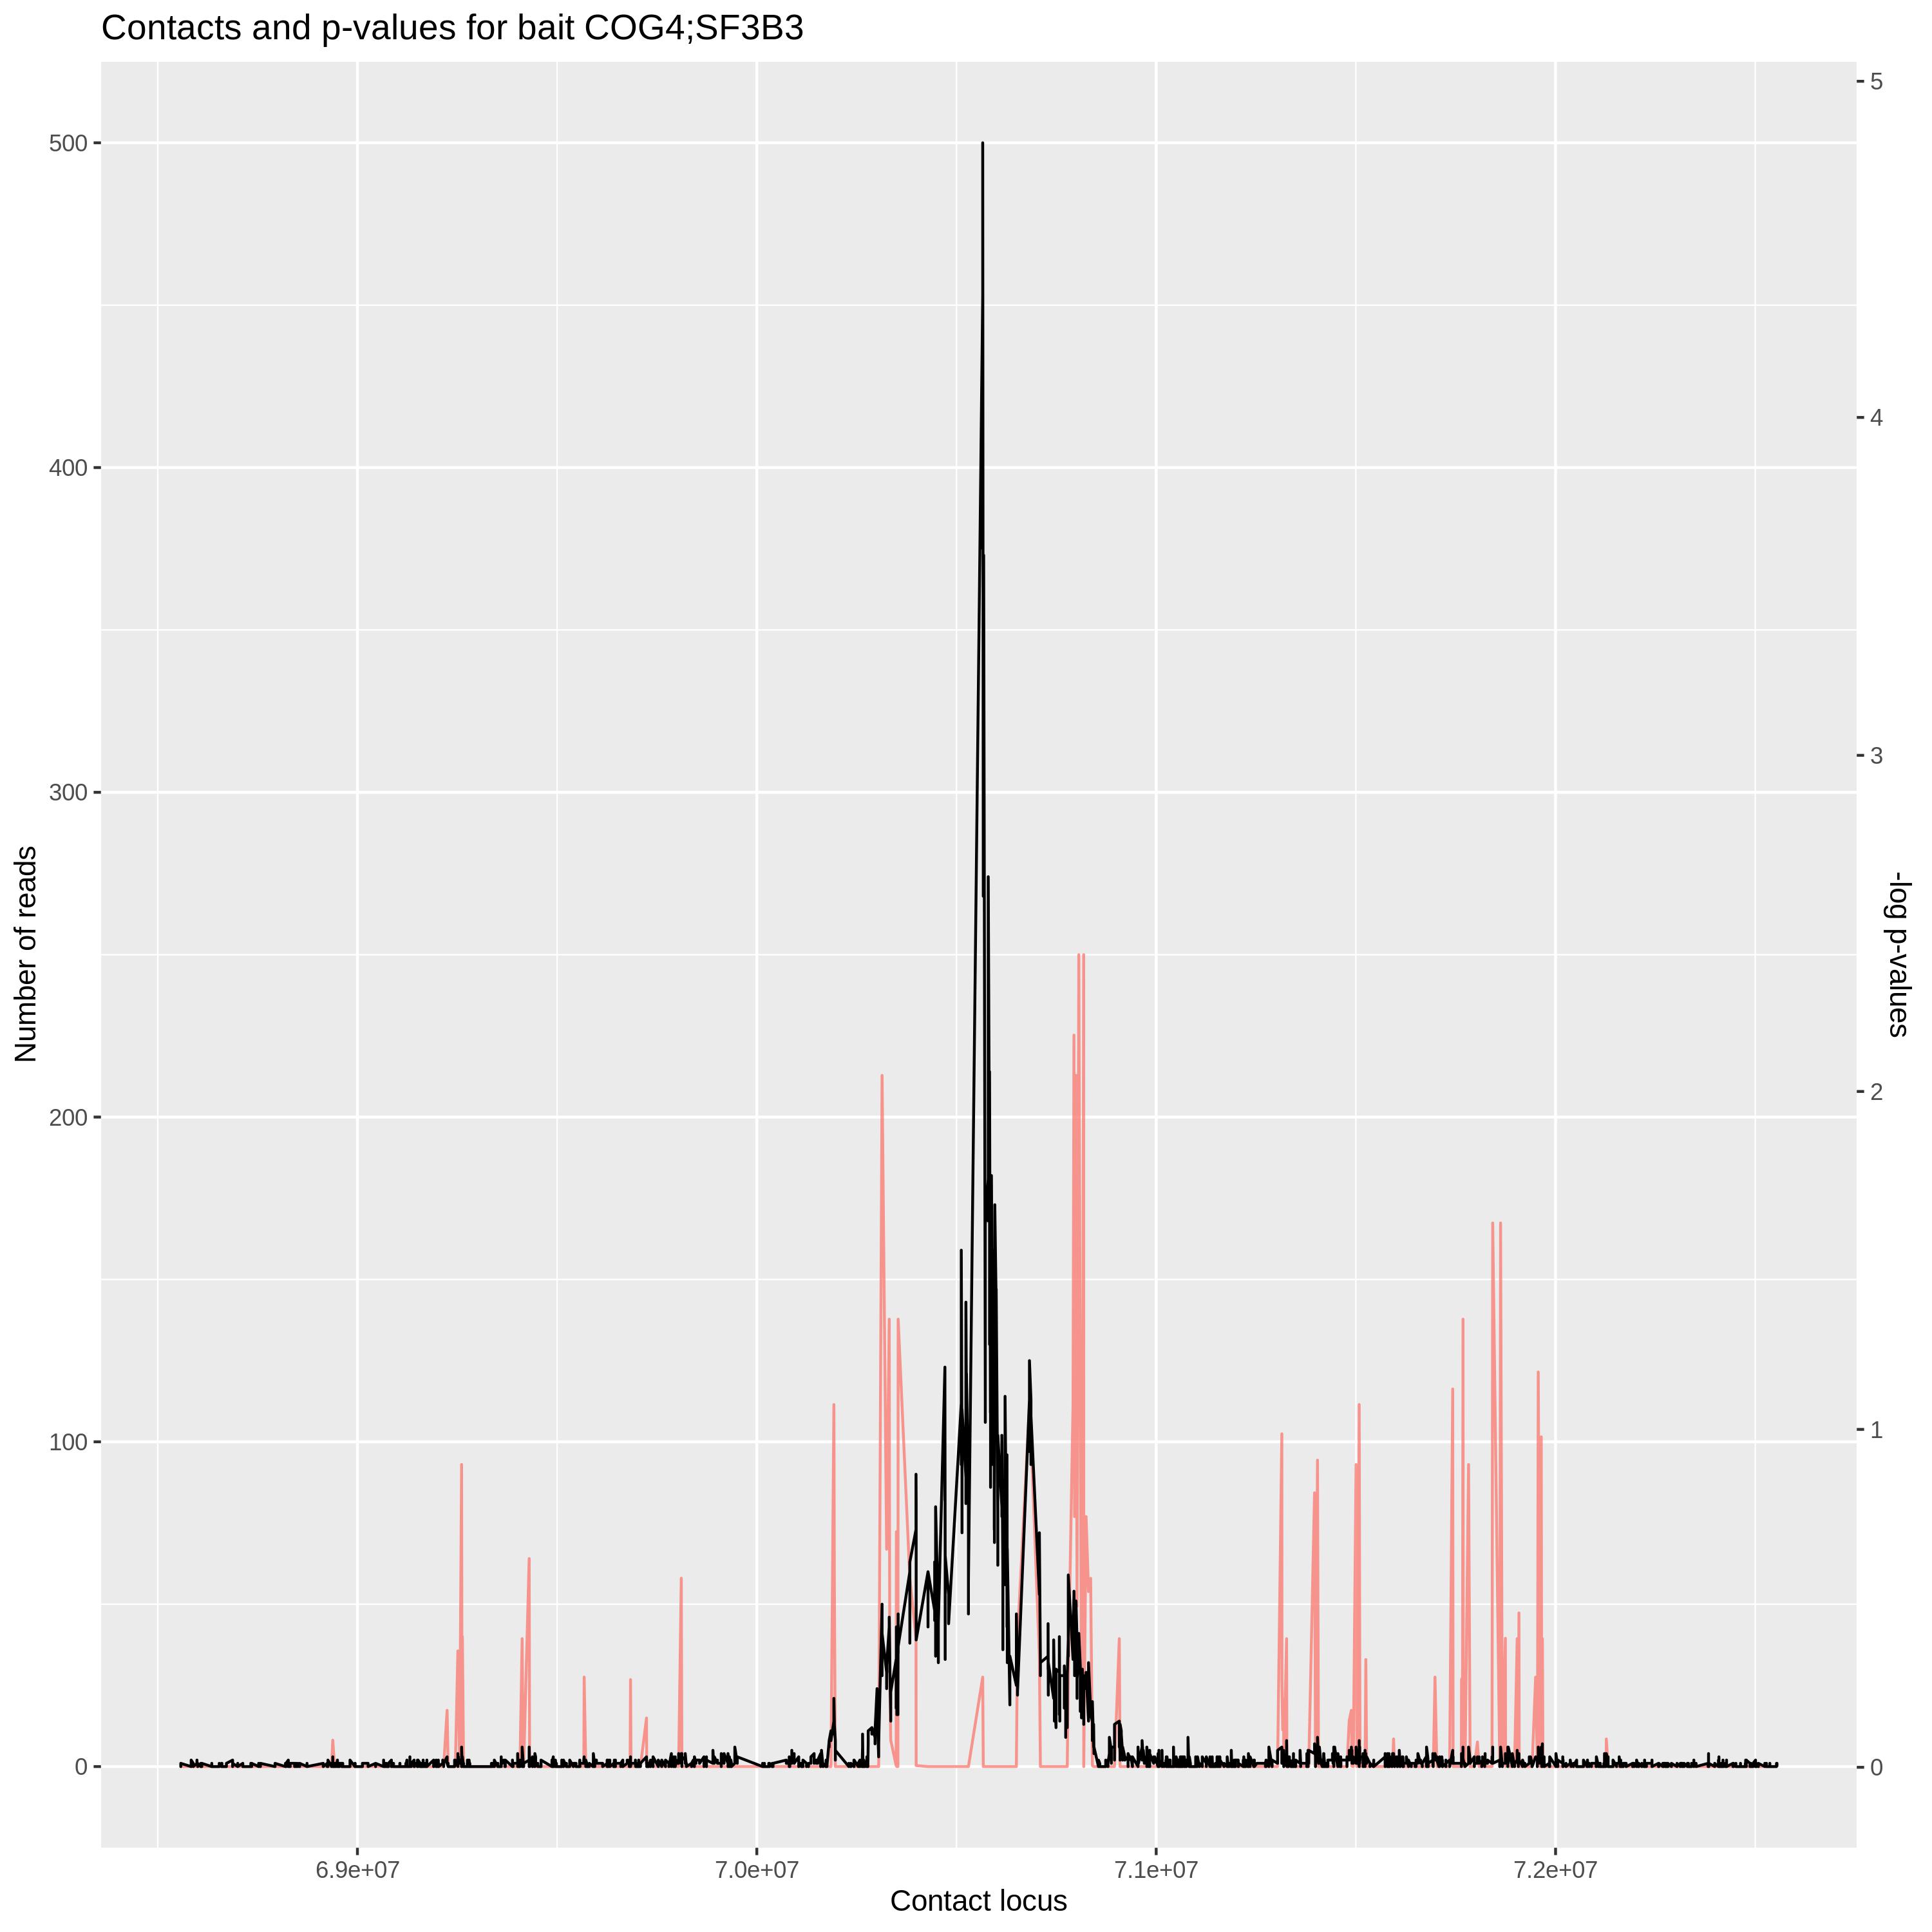 Contacts and p-values for bait COG4;SF3B3
500
400
300
200
100
0
Number of reads
5
4
3
2
1
0
-log p-values
6.9e+07
7.0e+07
7.1e+07
7.2e+07
Contact locus